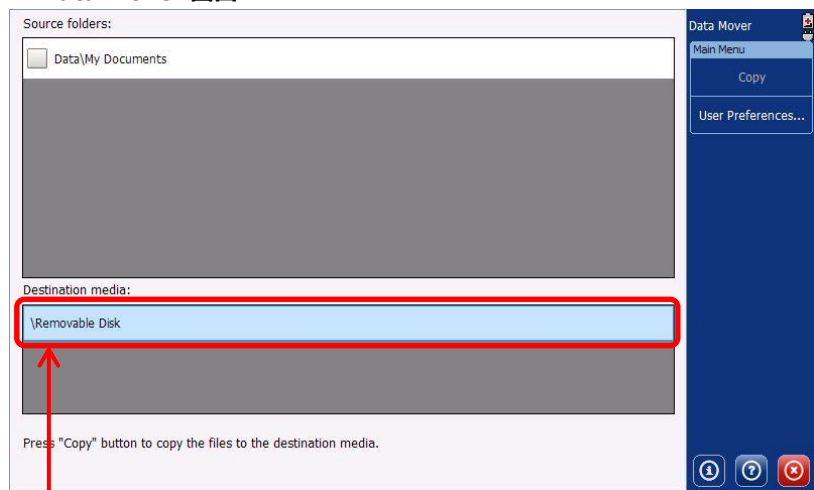 Source folders:
Data\My Documents
Destination media:
\Removable Disk
Press "Copy" button to copy the files to the destination media.
Data Mover
Main Menu
Copy
User Preferences...